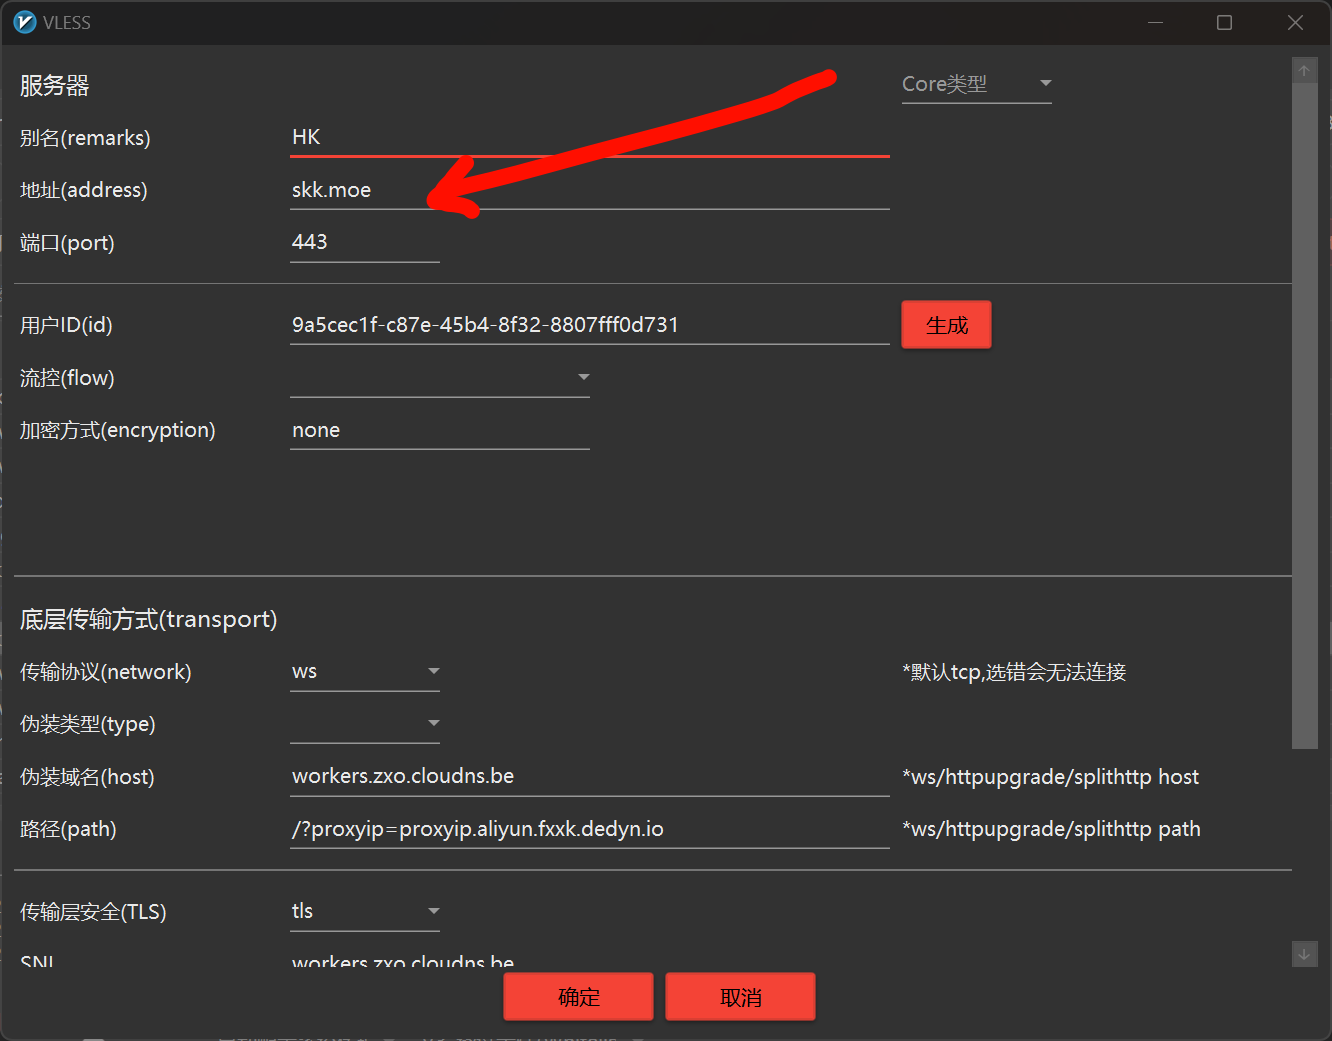 VLESS
服务器
Core类型
别名(remarks)
HK
地址(address)
skk.moe
端口(port)
443
用户ID(id)
9a5cec1f-c87e-45b4-8f32-8807fff0d731
生成
流控(flow)
加密方式(encryption)
none
底层传输方式(transport)
传输协议(network)
ws
*默认tcp,选错会无法连接
伪装类型(type)
伪装域名(host)
workers.zxo.cloudns.be
*ws/httpupgrade/splithttp host
路径(path)
/?proxyip=proxyip.aliyun.fxxk.dedyn.io
*ws/httpupgrade/splithttp path
传输层安全(TLS)
tls
SNI
workers.zxo.cloudns.be
确定
取消